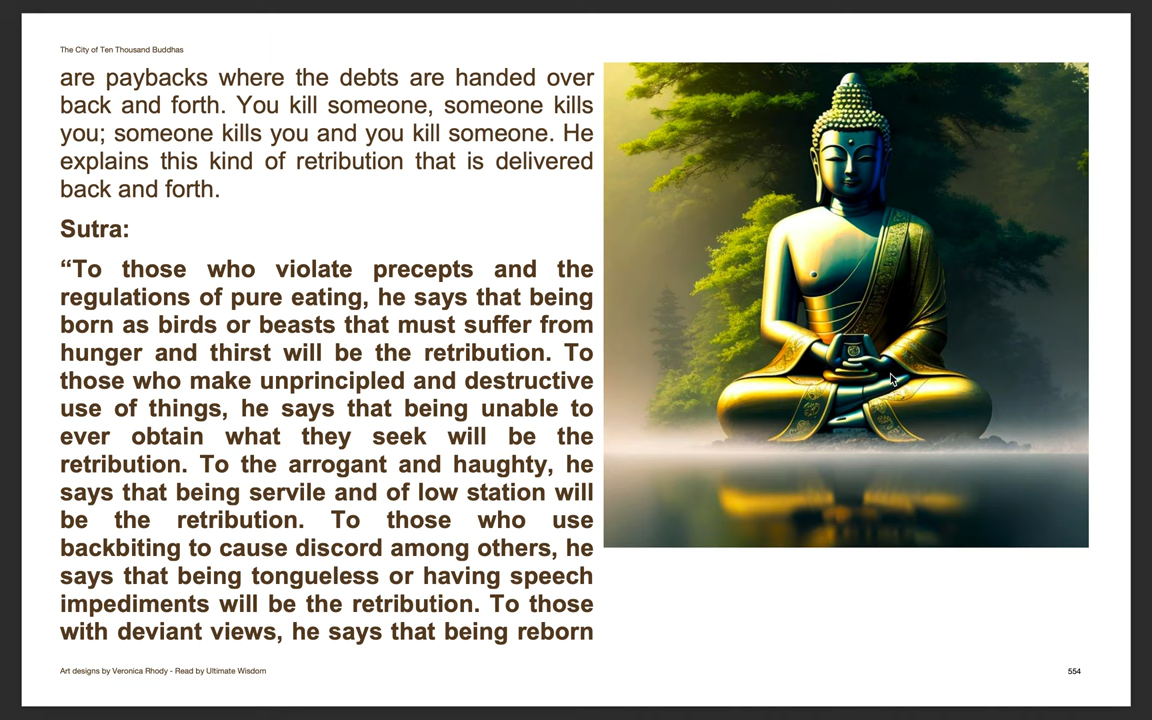 The City of Ten Thousand Buddhas
are paybacks where the debts are handed over
back and forth. You kill someone, someone kills
you; someone kills you and you kill someone. He
explains this kind of retribution that is delivered
back and forth.
Sutra:
“To those who violate precepts and the
regulations of pure eating, he says that being
born as birds or beasts that must suffer from
hunger and thirst will be the retribution. To
those who make unprincipled and destructive
use of things, he says that being unable to
ever obtain what they seek will be the
retribution. To the arrogant and haughty, he
says that being servile and of low station will
be the retribution. To those who use
backbiting to cause discord among others, he
says that being tongueless or having speech
impediments will be the retribution. To those
with deviant views, he says that being reborn
Art designs by Veronica Rhody - Read by Ultimate Wisdom
554